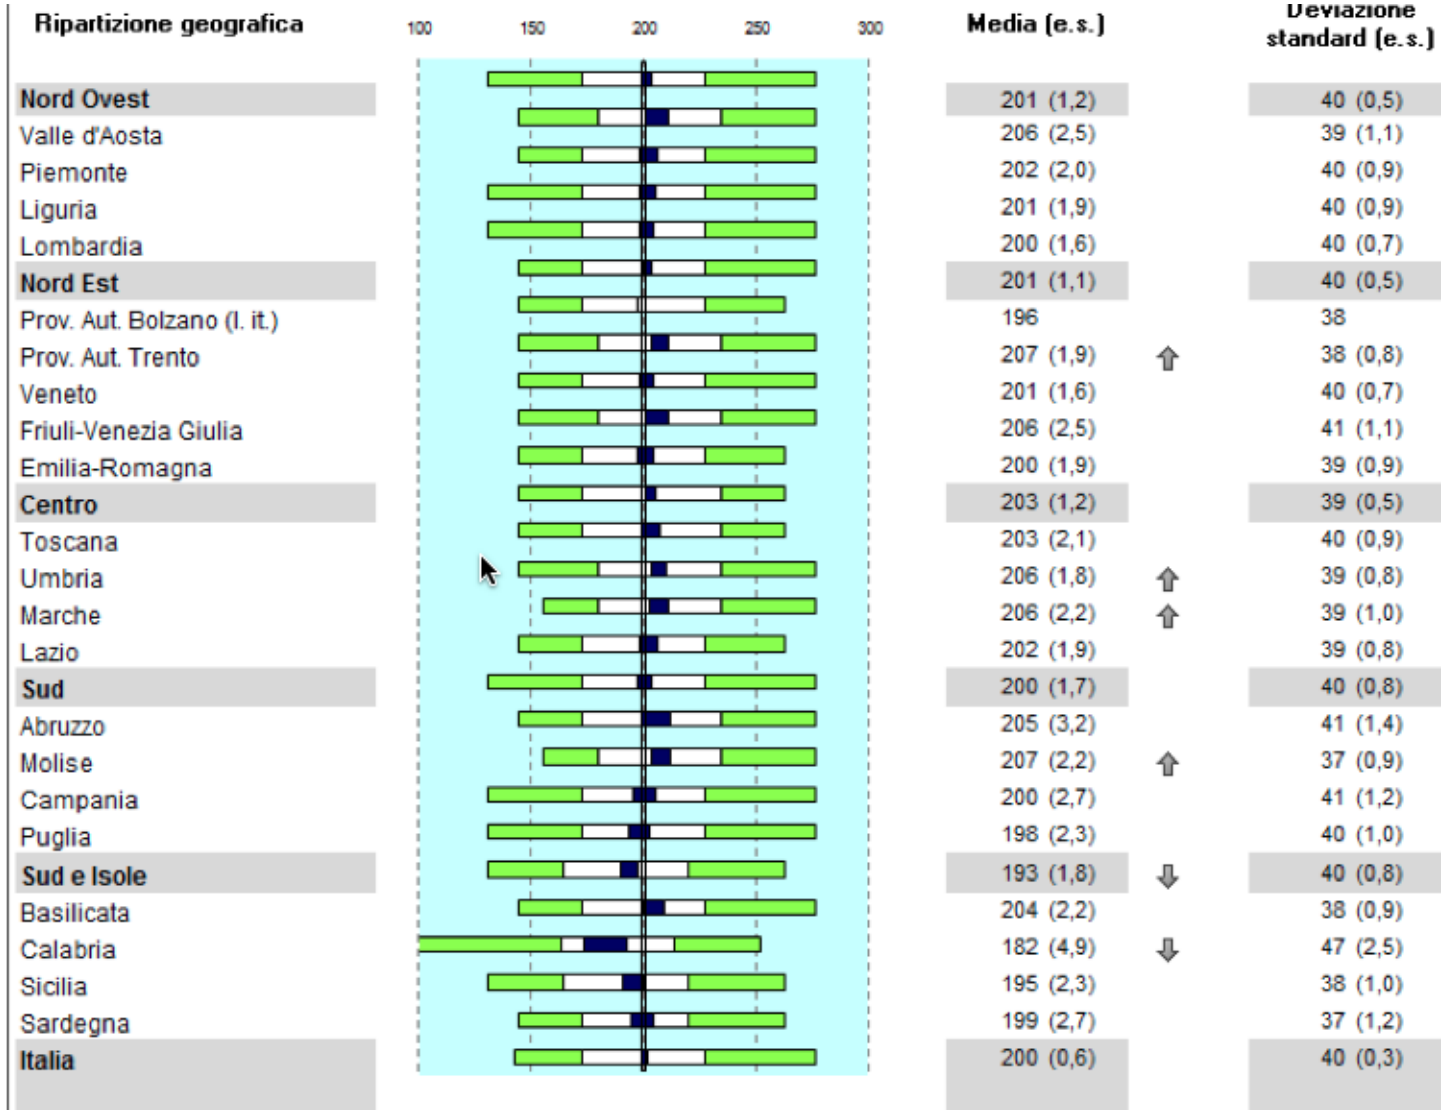 Ripartizione geografica 100 150 200 250 300 Media (e.s.) Deviazione
standard (e.s.)
Nord Ovest 201 (1,2) 40 (0,5)
Valle d'Aosta 206 (2,5) 39 (1,1)
Piemonte 202 (2,0) 40 (0,9)
Liguria 201 (1,9) 40 (0,9)
Lombardia 200 (1,6) 40 (0,7)
Nord Est 201 (1,1) 40 (0,5)
Prov. Aut. Bolzano (l. it.) 196 38
Prov. Aut. Trento 207 (1,9) 38 (0,8)
Veneto 201 (1,6) 40 (0,7)
Friuli-Venezia Giulia 206 (2,5) 41 (1,1)
Emilia-Romagna 200 (1,9) 39 (0,9)
Centro 203 (1,2) 39 (0,5)
Toscana 203 (2,1) 40 (0,9)
Umbria 206 (1,8) 39 (0,8)
Marche 206 (2,2) 39 (1,0)
Lazio 202 (1,9) 39 (0,8)
Sud 200 (1,7) 40 (0,8)
Abruzzo 205 (3,2) 41 (1,4)
Molise 207 (2,2) 37 (0,9)
Campania 200 (2,7) 41 (1,2)
Puglia 198 (2,3) 40 (1,0)
Sud e Isole 193 (1,8) 40 (0,8)
Basilicata 204 (2,2) 38 (0,9)
Calabria 182 (4,9) 47 (2,5)
Sicilia 195 (2,3) 38 (1,0)
Sardegna 199 (2,7) 37 (1,2)
Italia 200 (0,6) 40 (0,3)